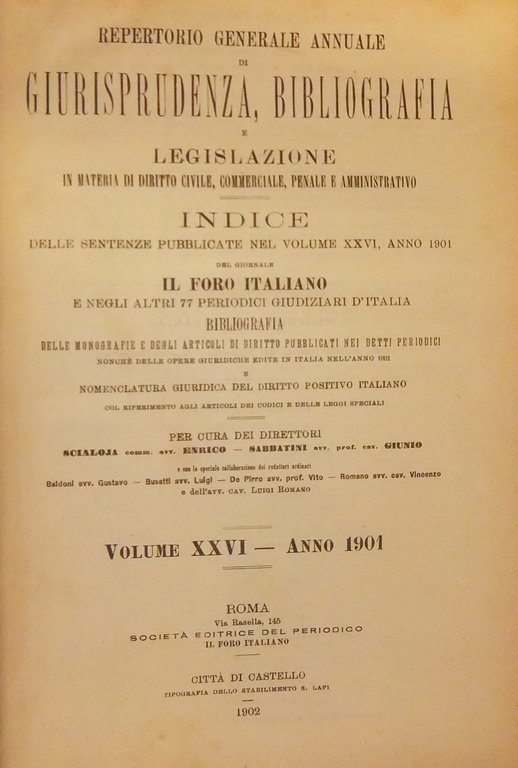 REPERTORIO GENERALE ANNUALE
DI
GIURISPRUDENZA, BIBLIOGRAFIA
E
LEGISLAZIONE
IN MATERIA DI DIRITTO CIVILE, COMMERCIALE, PENALE E AMMINISTRATIVO
INDICE
DELLE SENTENZE PUBBLICATE NEL VOLUME XXVI, ANNO 1901
DEL GIORNALE
IL FORO ITALIANO
E NEGLI ALTRI 77 PERIODICI GIUDIZIARI D'ITALIA
BIBLIOGRAFIA
DELLE MONOGRAFIE E DEGLI ARTICOLI DI DIRITTO PUBBLICATI NEI DETTI PERIODICI
NONCHÈ DELLE OPERE GIURIDICHE EDITE IN ITALIA NELL'ANNO 1901
E
NOMENCLATURA GIURIDICA DEL DIRITTO POSITIVO ITALIANO
COL RIFERIMENTO AGLI ARTICOLI DEI CODICI E DELLE LEGGI SPECIALI
PER CURA DEI DIRETTORI
SCIALOJA comm. avv. ENRICO — SABBATINI avv. prof. cav. GIUNIO
e con la speciale collaborazione dei redattori ordinari
Baldoni avv. Gustavo — Busatti avv. Luigi — De Pirro avv. prof. Vito — Romano avv. cav. Vincenzo
e dell'avv. CAV. LUIGI ROMANO
VOLUME XXVI — ANNO 1901
ROMA
Via Rasella, 145
SOCIETÀ EDITRICE DEL PERIODICO
IL FORO ITALIANO
CITTÀ DI CASTELLO
TIPOGRAFIA DELLO STABILIMENTO S. LAPI
1902